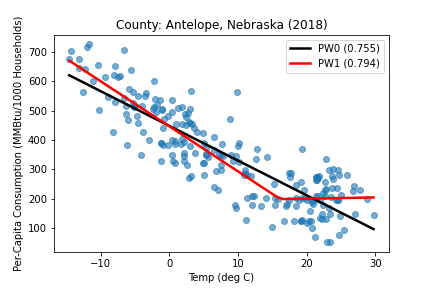 County: Antelope, Nebraska (2018)
Per-Capita Consumption (MMBtu/1000 Households)
700
600
500
400
300
200
100
PW0 (0.755)
PW1 (0.794)
−10
0
10
20
30
Temp (deg C)